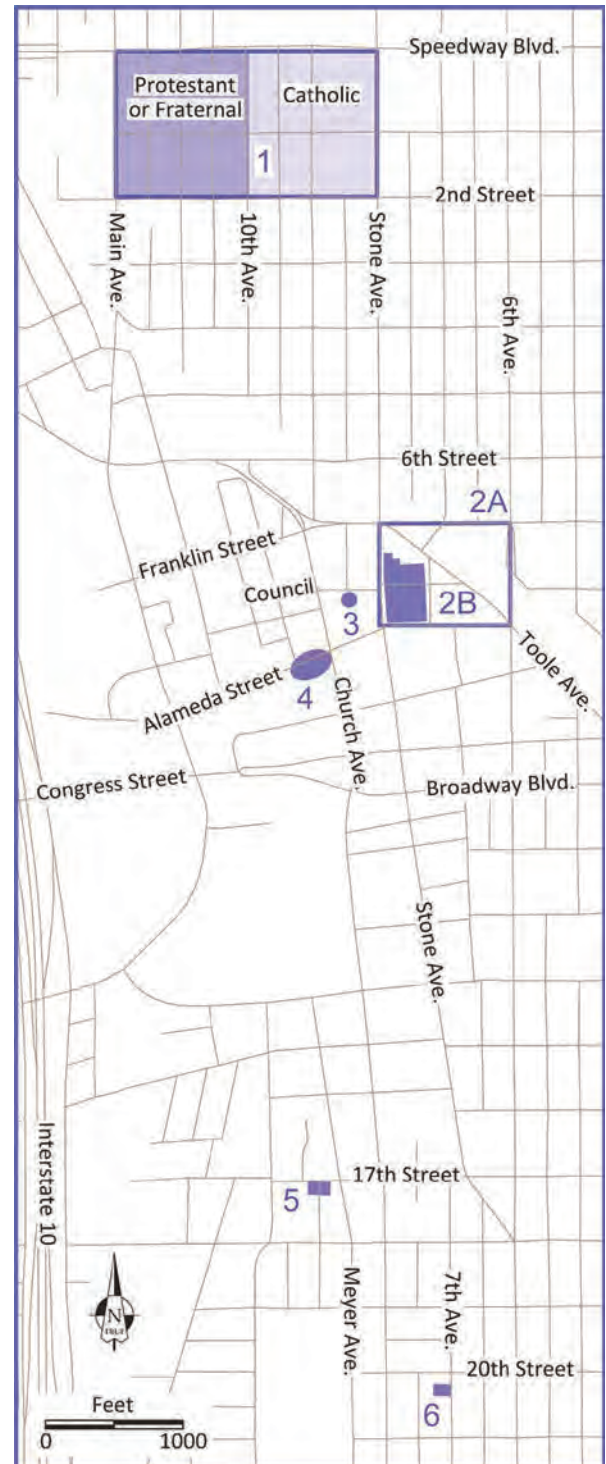 Speedway Blvd.
Protestant
or Fraternal
Catholic
1
2nd Street
Main Ave.
10th Ave.
Stone Ave.
6th Ave.
6th Street
2A
Franklin Street
Council
2B
3
Toole Ave.
4
Alameda Street
Church Ave.
Congress Street
Broadway Blvd.
Stone Ave.
Interstate 10
17th Street
5
Meyer Ave.
7th Ave.
N
20th Street
Feet
6
0 1000